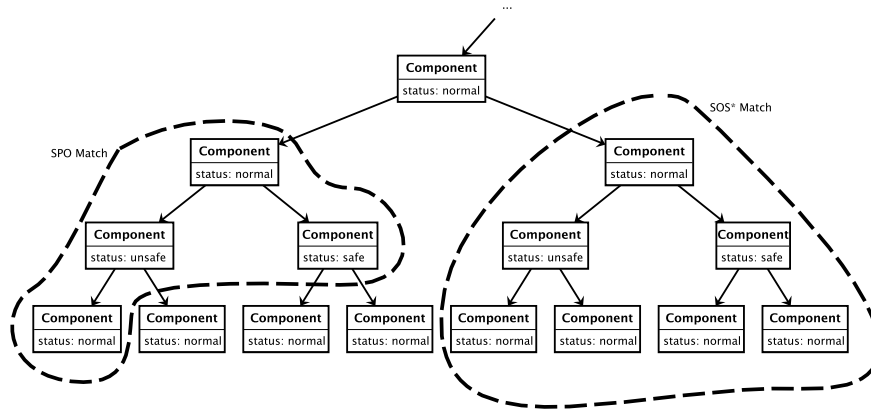 ...
Component
status: normal
SOS* Match
SPO Match
Component
status: normal
Component
status: normal
Component
status: unsafe
Component
status: safe
Component
status: unsafe
Component
status: safe
Component
status: normal
Component
status: normal
Component
status: normal
Component
status: normal
Component
status: normal
Component
status: normal
Component
status: normal
Component
status: normal